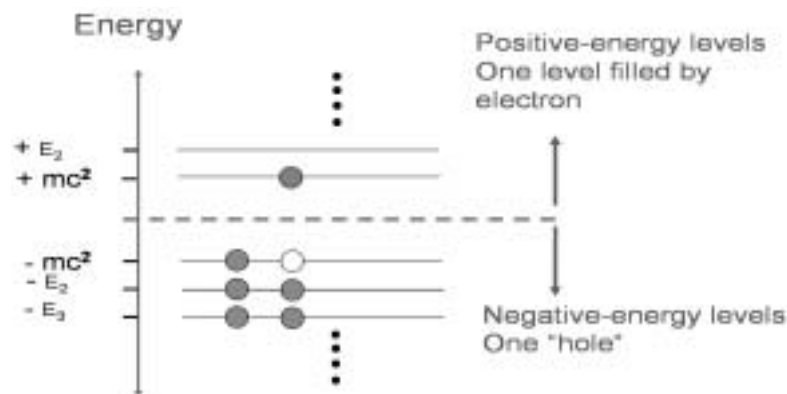 Energy
Positive-energy levels
One level filled by
electron
+ E₂
+ mc²
- mc²
- E₂
- E₃
Negative-energy levels
One "hole"